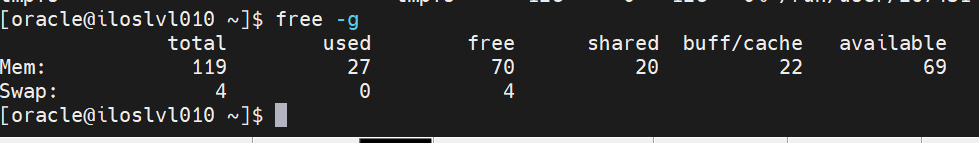 [oracle@iloslvl010 ~]$ free -g
total used free shared buff/cache available
Mem: 119 27 70 20 22 69
Swap: 4 0 4
[oracle@iloslvl010 ~]$